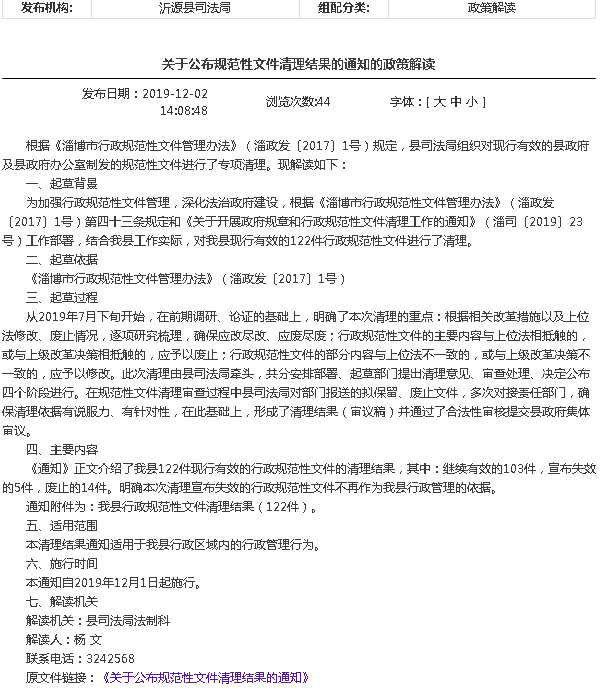 发布机构: 沂源县司法局 组配分类: 政策解读
关于公布规范性文件清理结果的通知的政策解读
发布日期：2019-12-02 14:08:48 浏览次数:44 字体：[ 大 中 小 ]
根据《淄博市行政规范性文件管理办法》（淄政发〔2017〕1号）规定，县司法局组织对现行有效的县政府
及县政府办公室制发的规范性文件进行了专项清理。现解读如下：
一、起草背景
为加强行政规范性文件管理，深化法治政府建设，根据《淄博市行政规范性文件管理办法》（淄政发
〔2017〕1号）第四十三条规定和《关于开展政府规章和行政规范性文件清理工作的通知》（淄司〔2019〕23
号）工作部署，结合我县工作实际，对我县现行有效的122件行政规范性文件进行了清理。
二、起草依据
《淄博市行政规范性文件管理办法》（淄政发〔2017〕1号）
三、起草过程
从2019年7月下旬开始，在前期调研、论证的基础上，明确了本次清理的重点：根据相关改革措施以及上位
法修改、废止情况，逐项研究梳理，确保应改尽改、应废尽废；行政规范性文件的主要内容与上位法相抵触的，
或与上级改革决策相抵触的，应予以废止；行政规范性文件的部分内容与上位法不一致的，或与上级改革决策不
一致的，应予以修改。此次清理由县司法局牵头，共分安排部署、起草部门提出清理意见、审查处理、决定公布
四个阶段进行。在规范性文件清理审查过程中县司法局对部门报送的拟保留、废止文件，多次对接责任部门，确
保清理依据有说服力、有针对性，在此基础上，形成了清理结果（审议稿）并通过了合法性审核提交县政府集体
审议。
四、主要内容
《通知》正文介绍了我县122件现行有效的行政规范性文件的清理结果，其中：继续有效的103件，宣布失效
的5件，废止的14件。明确本次清理宣布失效的行政规范性文件不再作为我县行政管理的依据。
通知附件为：我县行政规范性文件清理结果（122件）。
五、适用范围
本清理结果通知适用于我县行政区域内的行政管理行为。
六、施行时间
本通知自2019年12月1日起施行。
七、解读机关
解读机关：县司法局法制科
解读人：杨 文
联系电话：3242568
原文件链接：《关于公布规范性文件清理结果的通知》